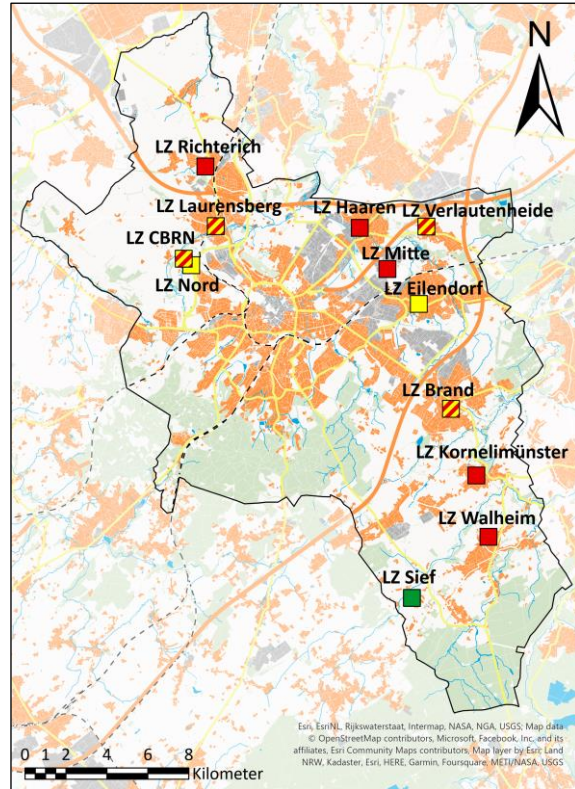 N
LZ Richterich
LZ Laurensberg
LZ Haaren
LZ Verlautenheide
LZ CBRN
LZ Mitte
LZ Nord
LZ Eilendorf
LZ Brand
LZ Kornelimünster
LZ Walheim
LZ Sief
Esri, EsriNL, Rijkswaterstaat, Intermap, NASA, NGA, USGS; Map data
© OpenStreetMap contributors, Microsoft, Facebook, Inc. and its
affiliates, Esri Community Maps contributors, Map layer by Esri; Land
NRW, Kadaster, Esri, HERE, Garmin, Foursquare, METI/NASA, USGS
0 1 2 4 6 8
Kilometer